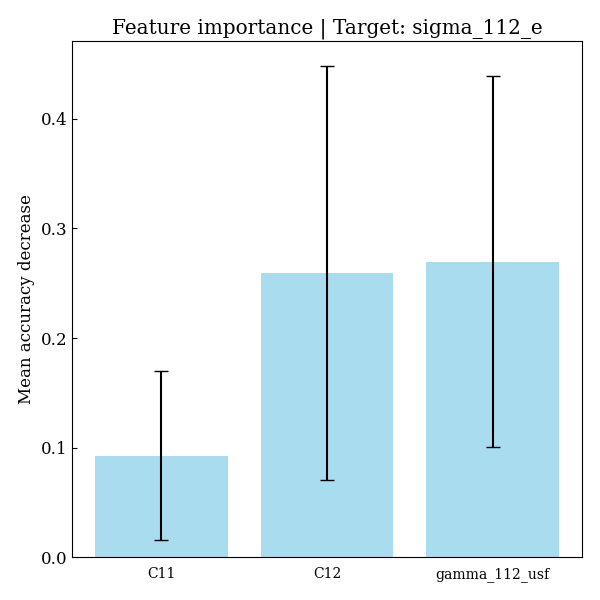 Feature importance | Target: sigma_112_e
Mean accuracy decrease
0.4
0.3
0.2
0.1
0.0
C11
C12
gamma_112_usf